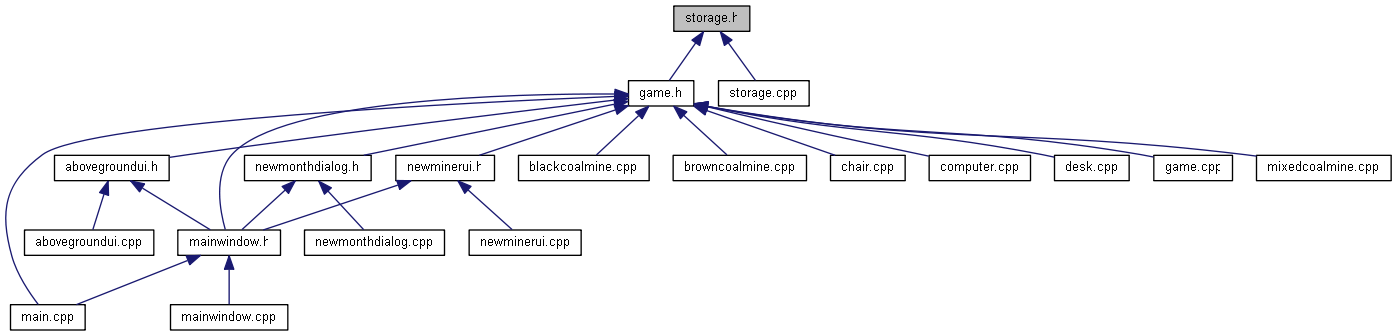 storage.h
game.h
storage.cpp
abovegroundui.h
newmonthdialog.h
newminerui.h
blackcoalmine.cpp
browncoalmine.cpp
chair.cpp
computer.cpp
desk.cpp
game.cpp
mixedcoalmine.cpp
abovegroundui.cpp
mainwindow.h
newmonthdialog.cpp
newminerui.cpp
main.cpp
mainwindow.cpp